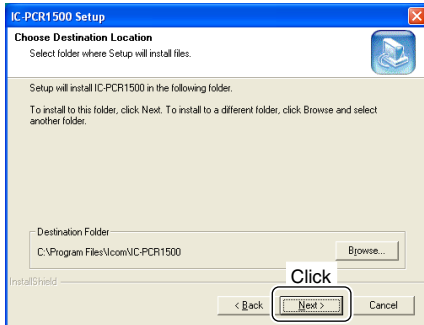 IC-PCR1500 Setup
Choose Destination Location
Select folder where Setup will install files.
Setup will install IC-PCR1500 in the following folder.
To install to this folder, click Next. To install to a different folder, click Browse and select
another folder.
Destination Folder
C:\Program Files\Icom\IC-PCR1500
Browse...
Click
InstallShield
< Back
Next >
Cancel